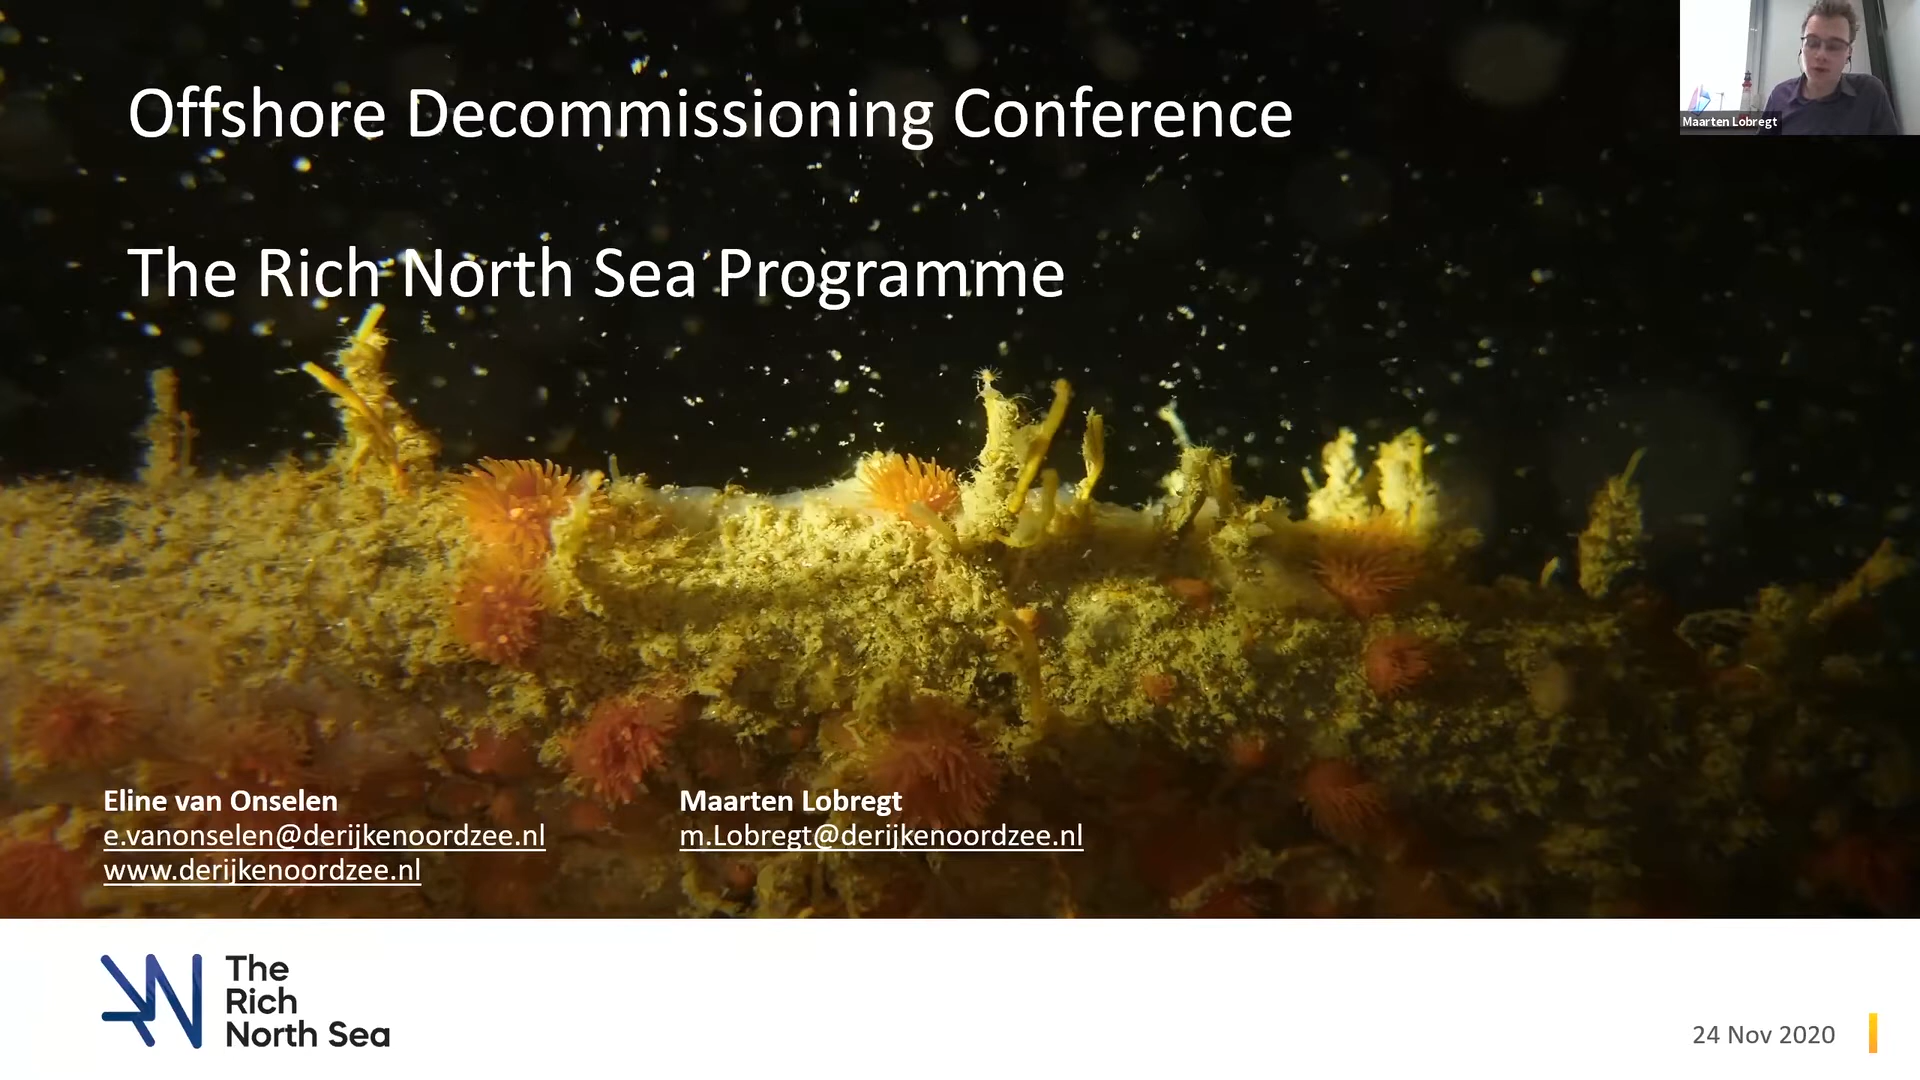 Offshore Decommissioning Conference
Maarten Lobregt
The Rich North Sea Programme
Eline van Onselen
e.vanonselen@derijkenoordzee.nl
www.derijkenoordzee.nl
Maarten Lobregt
m.Lobregt@derijkenoordzee.nl
The
Rich
North Sea
24 Nov 2020